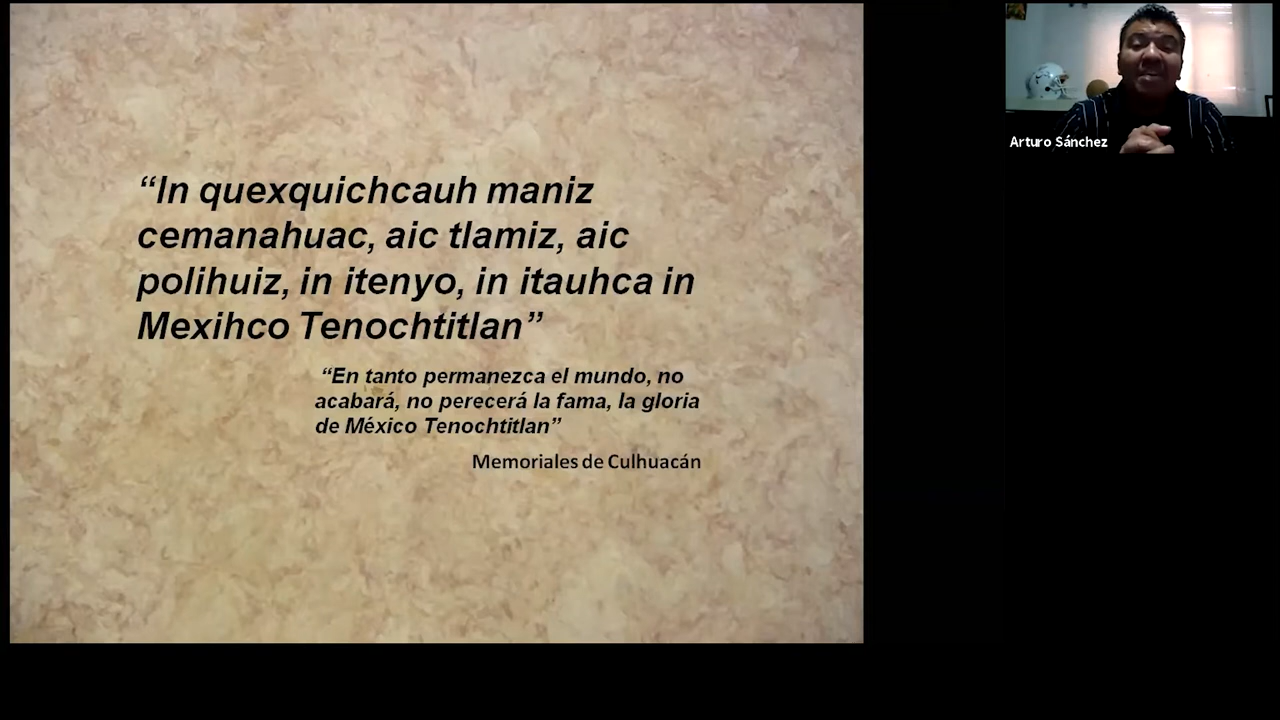 “In quexquichcauh maniz
cemanahuac, aic tlamiz, aic
polihuiz, in itenyo, in itauhca in
Mexihco Tenochtitlan”
“En tanto permanezca el mundo, no
acabará, no perecerá la fama, la gloria
de México Tenochtitlan”
Memoriales de Culhuacán
Arturo Sánchez